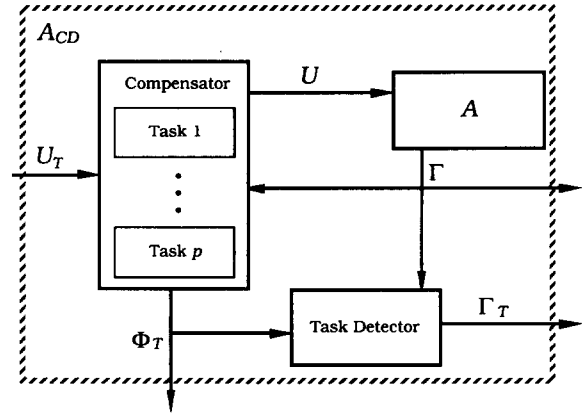 A_CD
Compensator
U
Task 1
A
U_T
Γ
Task p
Task Detector
Γ_T
Φ_T